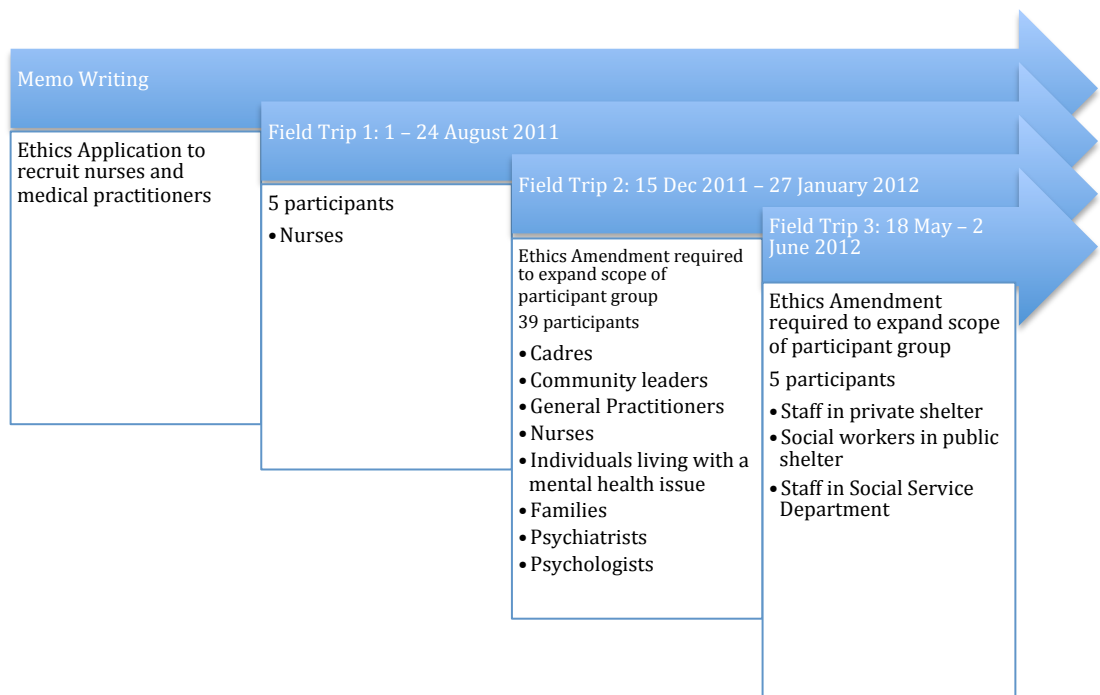 Memo Writing
Ethics Application to
recruit nurses and
medical practitioners
Field Trip 1: 1 – 24 August 2011
5 participants
• Nurses
Field Trip 2: 15 Dec 2011 – 27 January 2012
Ethics Amendment required
to expand scope of
participant group
39 participants
• Cadres
• Community leaders
• General Practitioners
• Nurses
• Individuals living with a
mental health issue
• Families
• Psychiatrists
• Psychologists
Field Trip 3: 18 May – 2
June 2012
Ethics Amendment
required to expand scope
of participant group
5 participants
• Staff in private shelter
• Social workers in public
shelter
• Staff in Social Service
Department